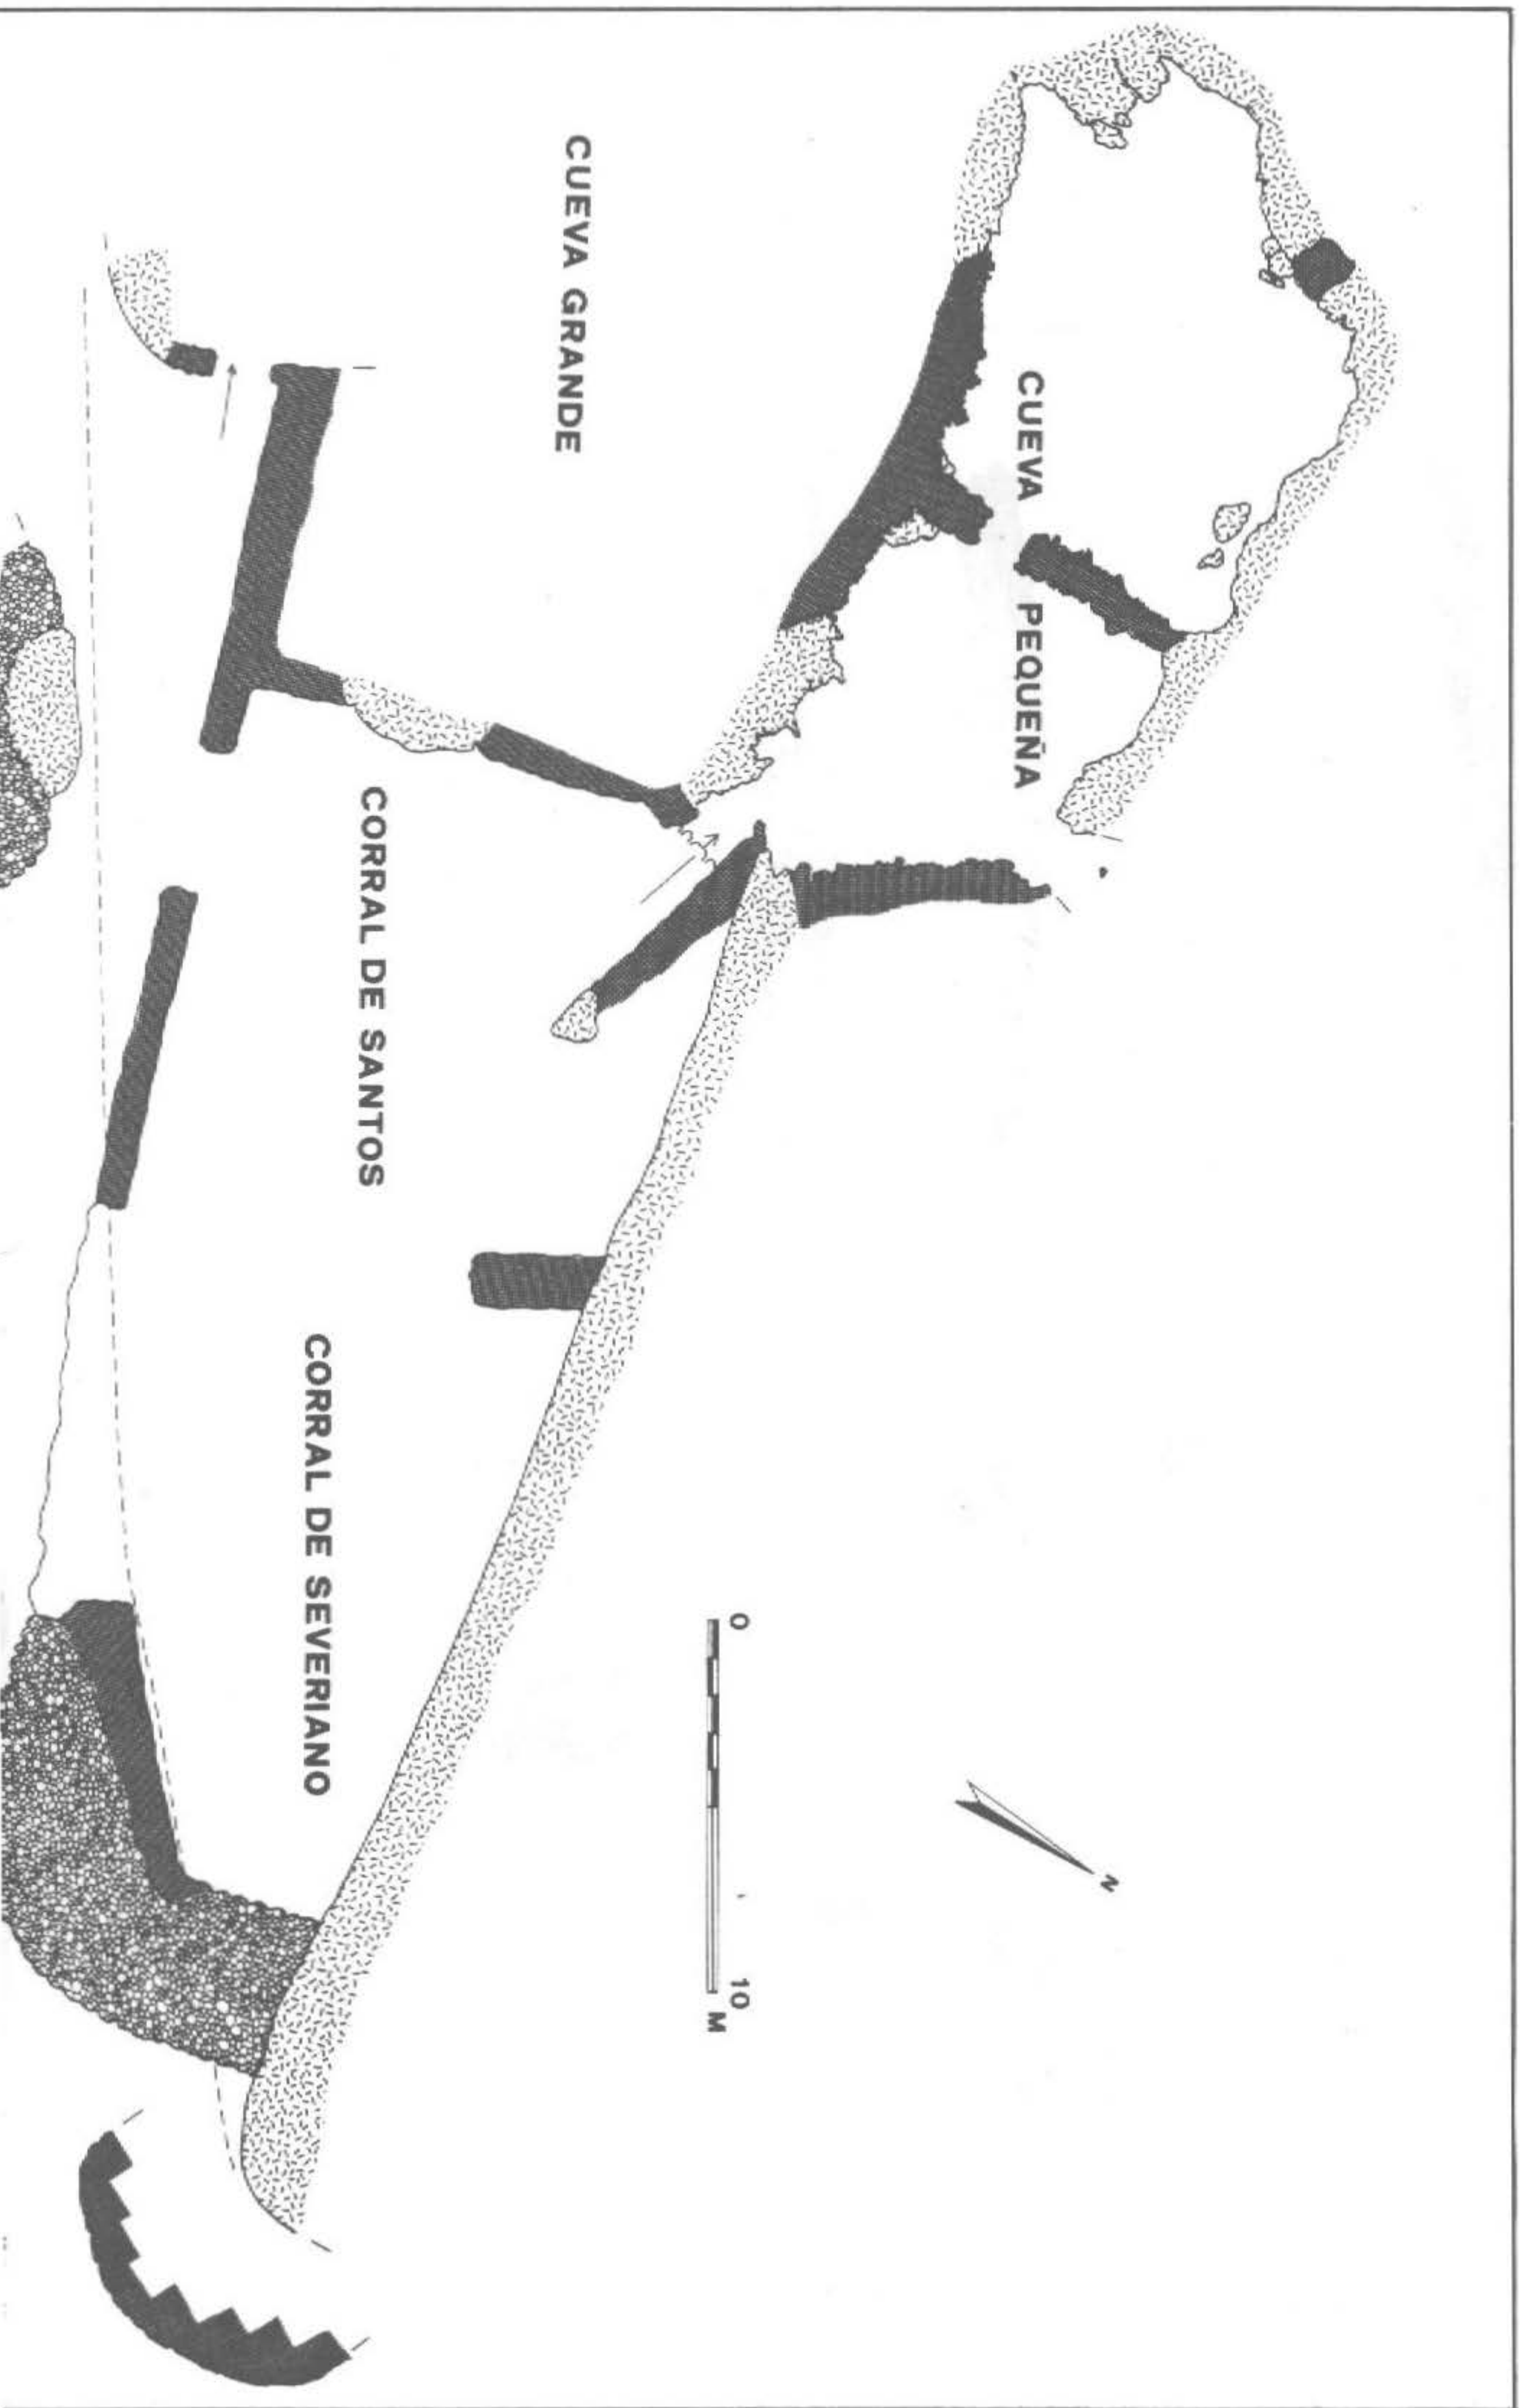 CUEVA PEQUEÑA
CUEVA GRANDE
CORRAL DE SANTOS
CORRAL DE SEVERIANO
0 10 M
N